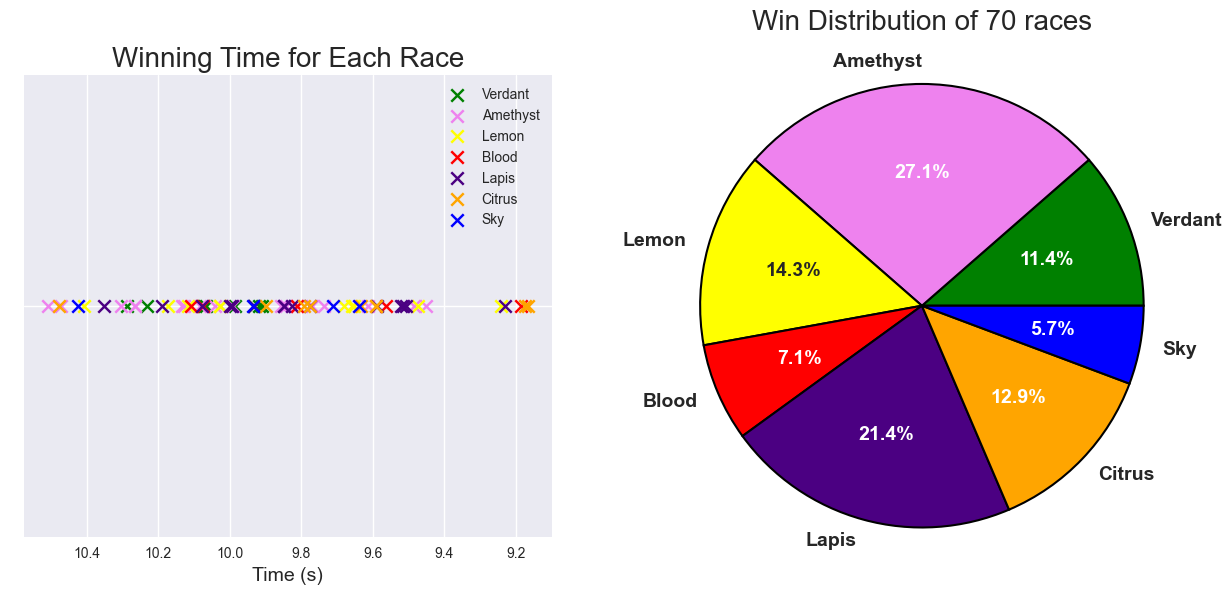 Winning Time for Each Race
Verdant
Amethyst
Lemon
Blood
Lapis
Citrus
Sky
10.4 10.2 10.0 9.8 9.6 9.4 9.2
Time (s)
Win Distribution of 70 races
Amethyst
27.1%
Verdant
11.4%
Lemon
14.3%
Blood
7.1%
Lapis
21.4%
Citrus
12.9%
Sky
5.7%